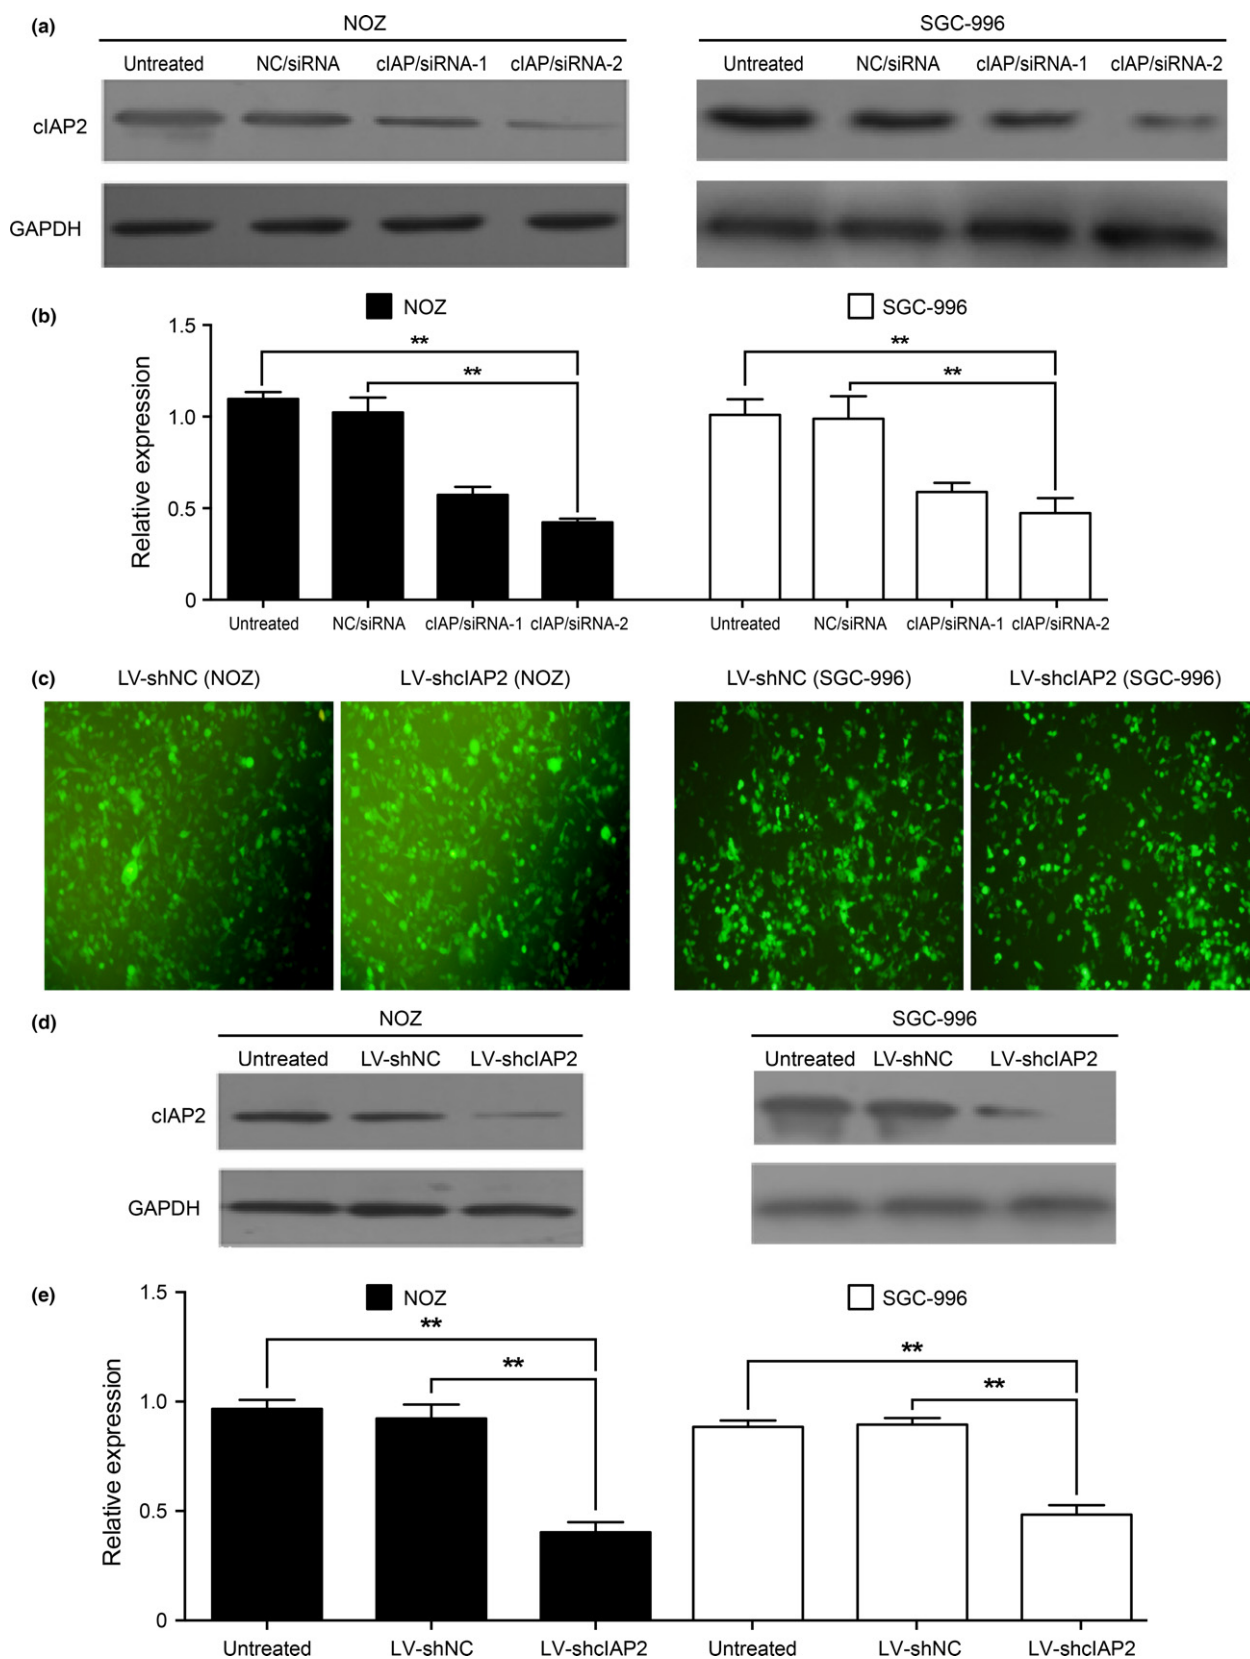 (a)
NOZ
SGC-996
Untreated NC/siRNA cIAP/siRNA-1 cIAP/siRNA-2
Untreated NC/siRNA cIAP/siRNA-1 cIAP/siRNA-2
cIAP2
GAPDH
(b)
NOZ
SGC-996
1.5
1.0
0.5
0
Relative expression
**
**
**
**
Untreated NC/siRNA cIAP/siRNA-1 cIAP/siRNA-2
Untreated NC/siRNA cIAP/siRNA-1 cIAP/siRNA-2
(c)
LV-shNC (NOZ) LV-shcIAP2 (NOZ)
LV-shNC (SGC-996) LV-shcIAP2 (SGC-996)
(d)
NOZ
SGC-996
Untreated LV-shNC LV-shcIAP2
Untreated LV-shNC LV-shcIAP2
cIAP2
GAPDH
(e)
NOZ
SGC-996
1.5
1.0
0.5
0
Relative expression
**
**
**
**
Untreated LV-shNC LV-shcIAP2
Untreated LV-shNC LV-shcIAP2